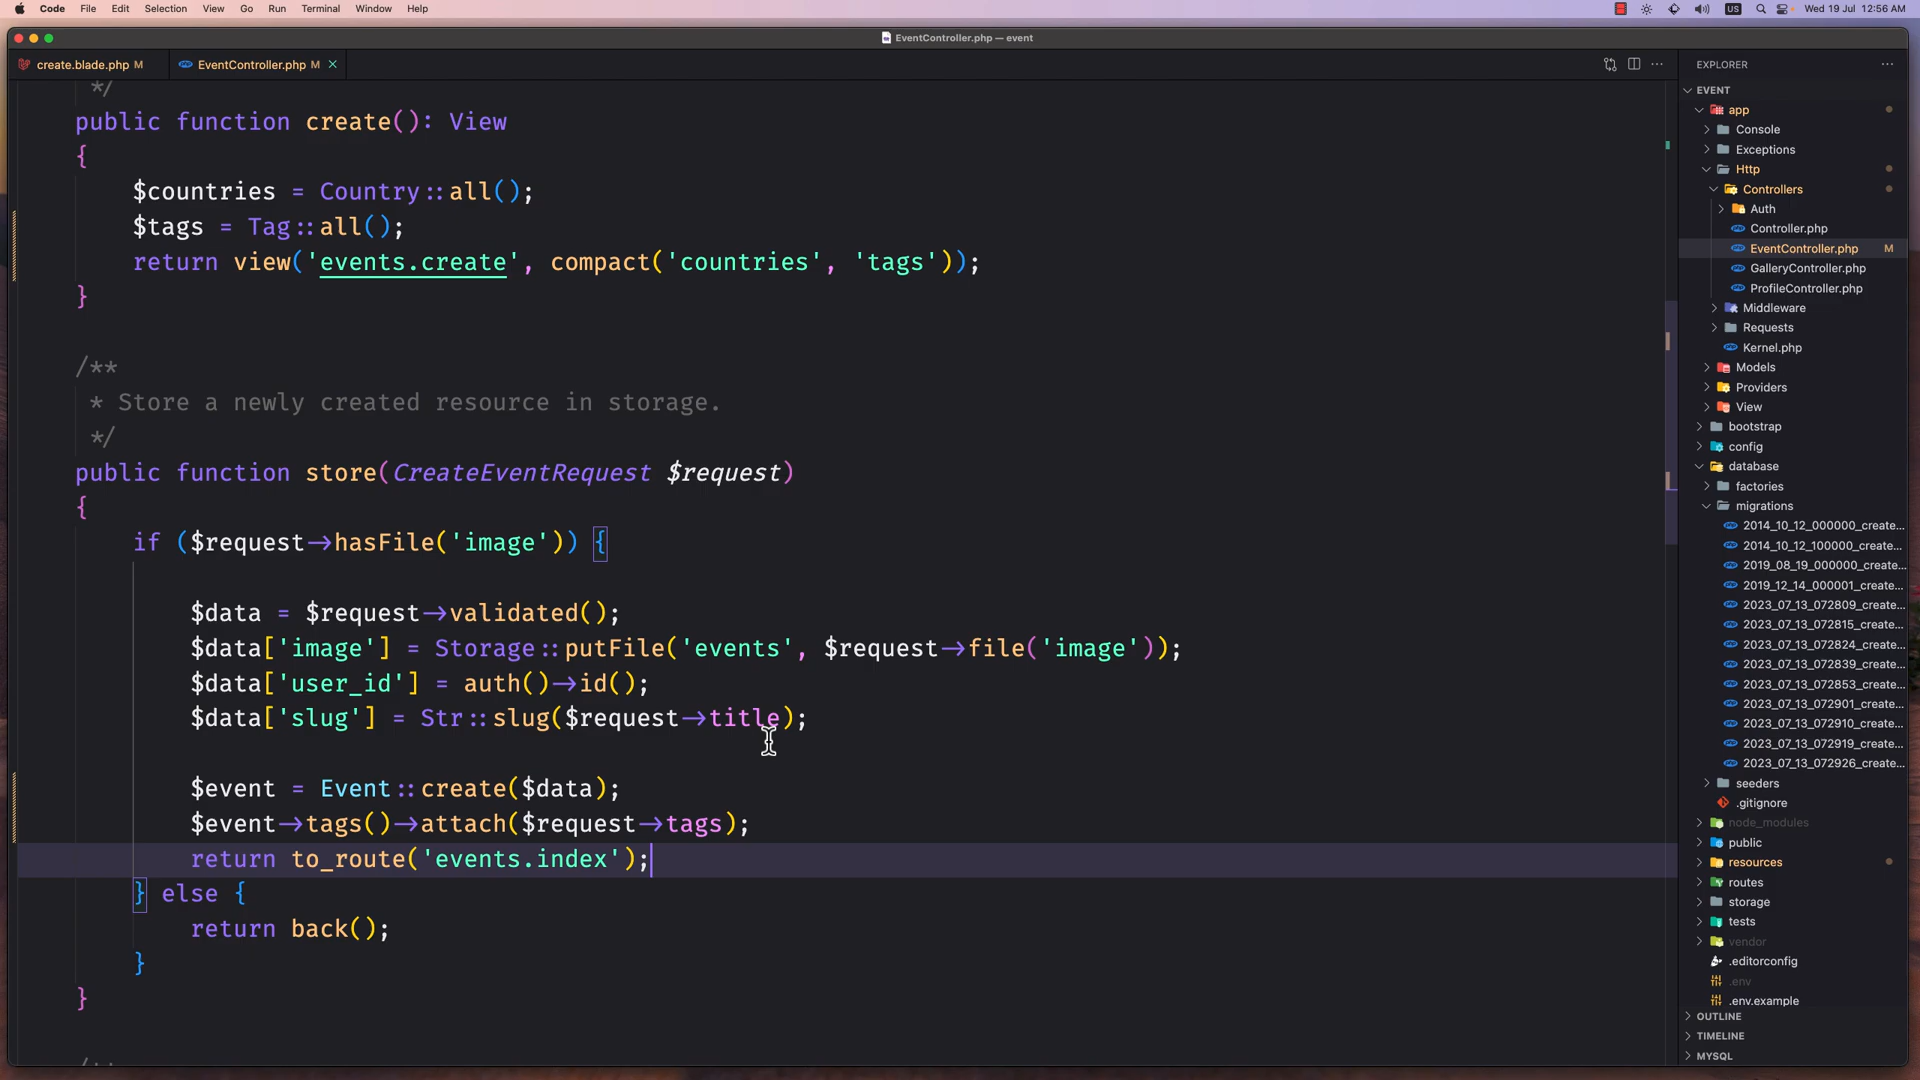 Code File Edit Selection View Go Run Terminal Window Help
US Wed 19 Jul 12:56 AM
EventController.php — event
create.blade.php M EventController.php M
*/
public function create(): View
{
$countries = Country::all();
$tags = Tag::all();
return view('events.create', compact('countries', 'tags'));
}
/**
* Store a newly created resource in storage.
*/
public function store(CreateEventRequest $request)
{
if ($request->hasFile('image')) {
$data = $request->validated();
$data['image'] = Storage::putFile('events', $request->file('image'));
$data['user_id'] = auth()->id();
$data['slug'] = Str::slug($request->title);
$event = Event::create($data);
$event->tags()->attach($request->tags);
return to_route('events.index');
} else {
return back();
}
}
/**
EXPLORER
EVENT
app
Console
Exceptions
Http
Controllers
Auth
Controller.php
EventController.php M
GalleryController.php
ProfileController.php
Middleware
Requests
Kernel.php
Models
Providers
View
bootstrap
config
database
factories
migrations
2014_10_12_000000_create...
2014_10_12_100000_create...
2019_08_19_000000_create...
2019_12_14_000001_create...
2023_07_13_072809_create...
2023_07_13_072815_create...
2023_07_13_072824_create...
2023_07_13_072839_create...
2023_07_13_072853_create...
2023_07_13_072901_create...
2023_07_13_072910_create...
2023_07_13_072919_create...
2023_07_13_072926_create...
seeders
.gitignore
node_modules
public
resources
routes
storage
tests
vendor
.editorconfig
.env
.env.example
OUTLINE
TIMELINE
MYSQL